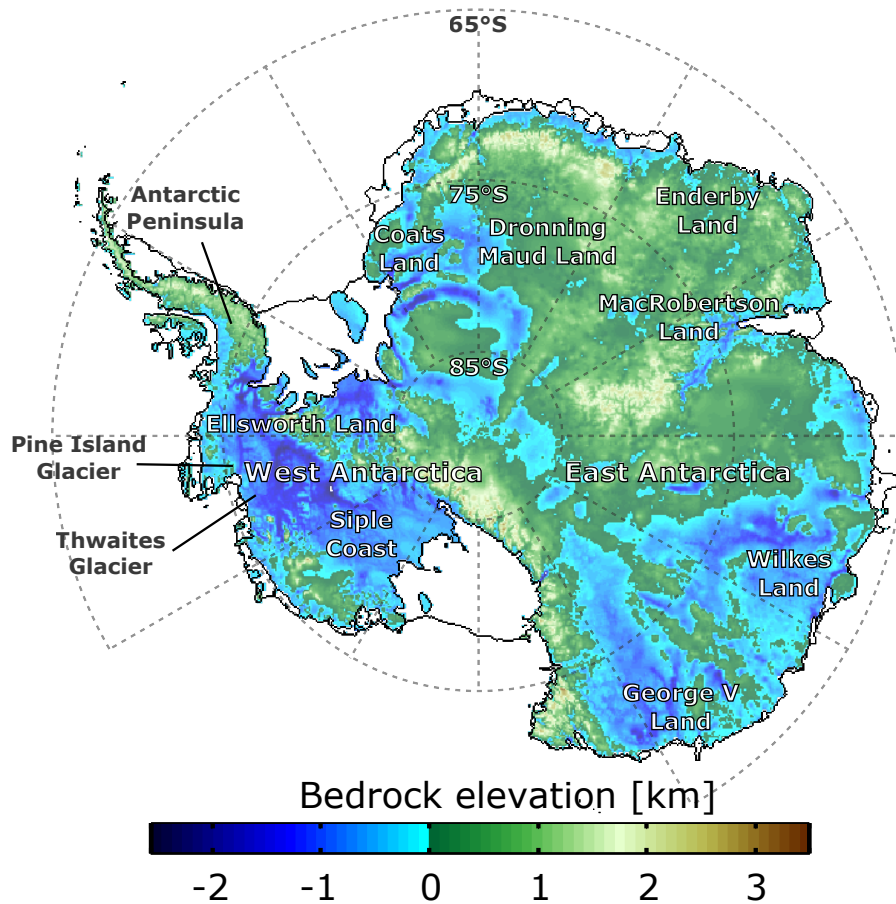 65°S
Antarctic
Peninsula
75°S
Enderby
Land
Coats
Land
Dronning
Maud Land
MacRobertson
Land
85°S
Ellsworth Land
Pine Island
Glacier
West Antarctica
East Antarctica
Siple
Coast
Thwaites
Glacier
Wilkes
Land
George V
Land
Bedrock elevation [km]
-2 -1 0 1 2 3